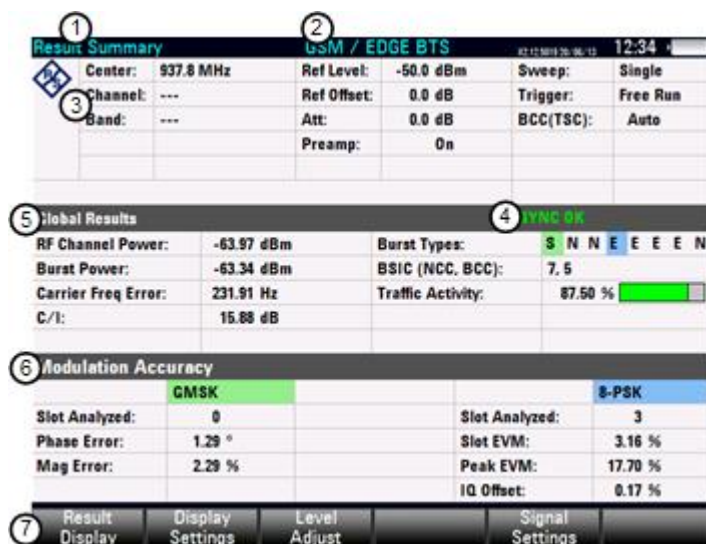 1 2
Result Summary GSM / EDGE BTS 12:34
Center: 937.8 MHz Ref Level: -50.0 dBm Sweep: Single
3 Channel: --- Ref Offset: 0.0 dB Trigger: Free Run
Band: --- Att: 0.0 dB BCC(TSC): Auto
Preamp: On
5 Global Results 4 SYNC OK
RF Channel Power: -63.97 dBm Burst Types: S N N E E E E N
Burst Power: -63.34 dBm BSIC (NCC, BCC): 7, 5
Carrier Freq Error: 231.91 Hz Traffic Activity: 87.50 %
C/I: 15.88 dB
6 Modulation Accuracy
GMSK 8-PSK
Slot Analyzed: 0 Slot Analyzed: 3
Phase Error: 1.29 ° Slot EVM: 3.16 %
Mag Error: 2.29 % Peak EVM: 17.70 %
IQ Offset: 0.17 %
7 Result Display Display Settings Level Adjust Signal Settings